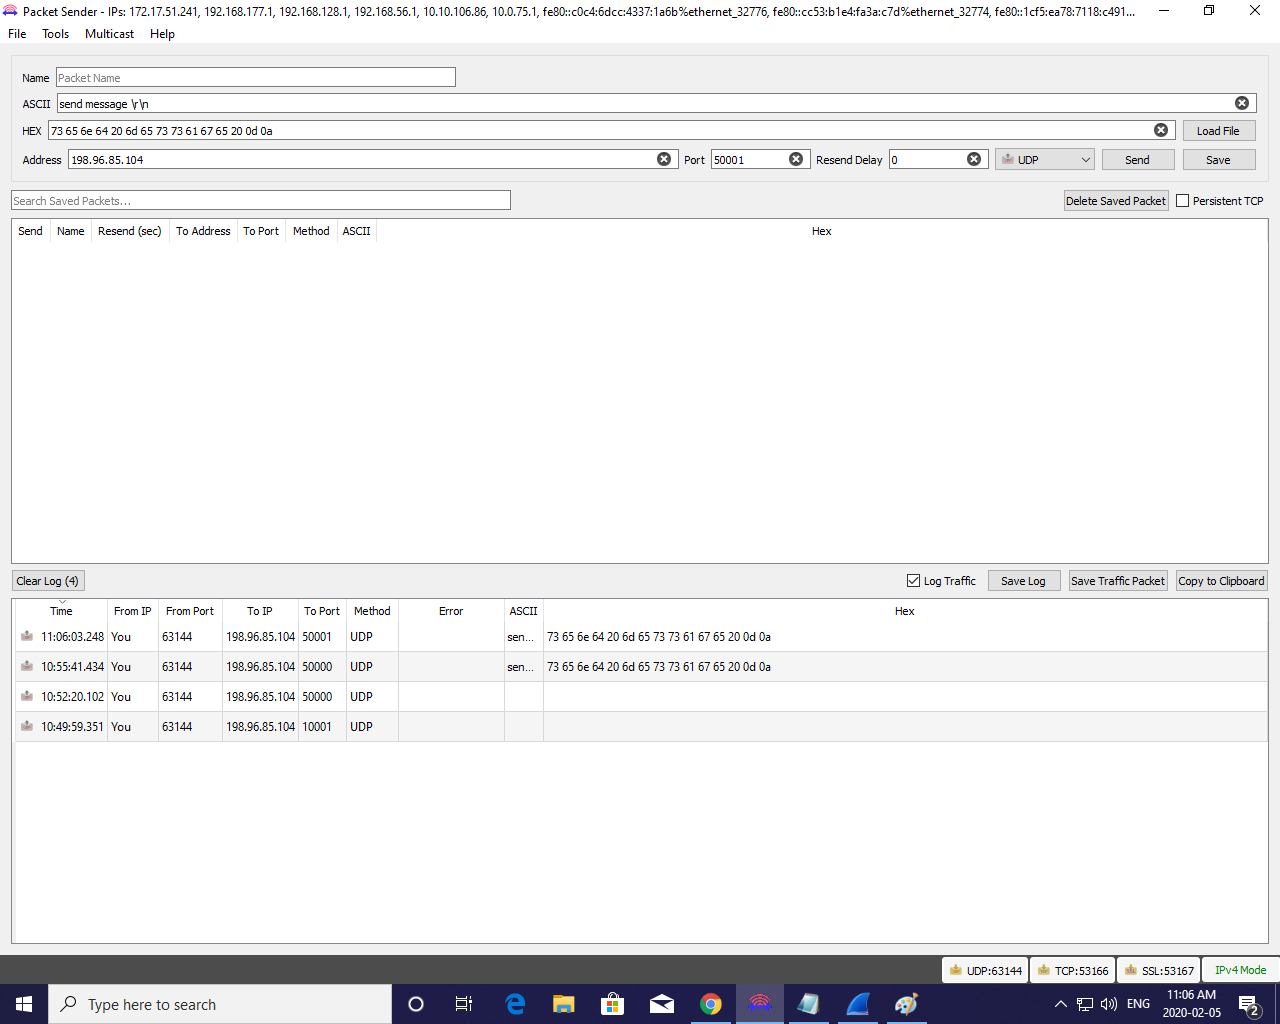 Packet Sender - IPs: 172.17.51.241, 192.168.177.1, 192.168.128.1, 192.168.56.1, 10.10.106.86, 10.0.75.1, fe80::c0c4:6dcc:4337:1a6b%ethernet_32776, fe80::cc53:b1e4:fa3a:c7d%ethernet_32774, fe80::1cf5:ea78:7118:c491...
File Tools Multicast Help
Name Packet Name
ASCII send message \r\n
HEX 73 65 6e 64 20 6d 65 73 73 61 67 65 20 0d 0a Load File
Address 198.96.85.104 Port 50001 Resend Delay 0 UDP Send Save
Search Saved Packets... Delete Saved Packet Persistent TCP
Send Name Resend (sec) To Address To Port Method ASCII Hex
Clear Log (4) Log Traffic Save Log Save Traffic Packet Copy to Clipboard
Time From IP From Port To IP To Port Method Error ASCII Hex
11:06:03.248 You 63144 198.96.85.104 50001 UDP sen... 73 65 6e 64 20 6d 65 73 73 61 67 65 20 0d 0a
10:55:41.434 You 63144 198.96.85.104 50000 UDP sen... 73 65 6e 64 20 6d 65 73 73 61 67 65 20 0d 0a
10:52:20.102 You 63144 198.96.85.104 50000 UDP
10:49:59.351 You 63144 198.96.85.104 10001 UDP
UDP:63144 TCP:53166 SSL:53167 IPv4 Mode
Type here to search ENG 11:06 AM
2020-02-05 2